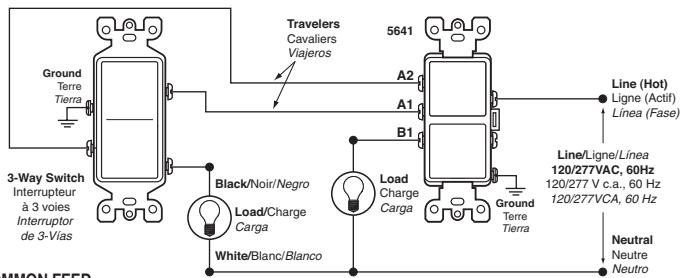 Travelers
Cavaliers
Viajeros
5641
Ground
Terre
Tierra
A2
A1
B1
Line (Hot)
Ligne (Actif)
Línea (Fase)
3-Way Switch
Interrupteur
à 3 voies
Interruptor
de 3-Vías
Black/Noir/Negro
Load/Charge
Carga
White/Blanc/Blanco
Load
Charge
Carga
Ground
Terre
Tierra
Line/Ligne/Línea
120/277VAC, 60Hz
120/277 V c.a., 60 Hz
120/277VCA, 60 Hz
Neutral
Neutre
Neutro